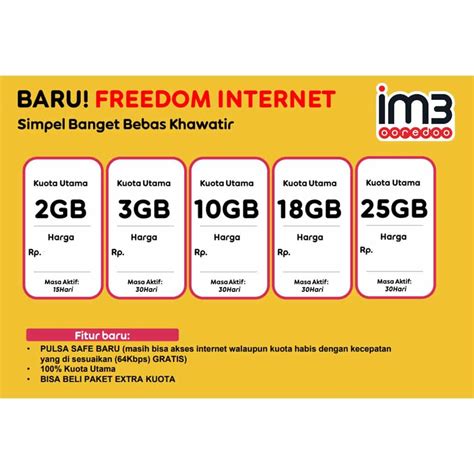 BARU! FREEDOM INTERNET
Simpel Banget Bebas Khawatir
im3
ooredoo
Kuota Utama
2GB
Harga
Rp.
Masa Aktif:
15Hari
Kuota Utama
3GB
Harga
Rp.
Masa Aktif:
30Hari
Kuota Utama
10GB
Harga
Rp.
Masa Aktif:
30Hari
Kuota Utama
18GB
Harga
Rp.
Masa Aktif:
30Hari
Kuota Utama
25GB
Harga
Rp.
Masa Aktif:
30Hari
Fitur baru:
• PULSA SAFE BARU (masih bisa akses internet walaupun kuota habis dengan kecepatan
yang di sesuaikan (64Kbps) GRATIS)
• 100% Kuota Utama
• BISA BELI PAKET EXTRA KUOTA